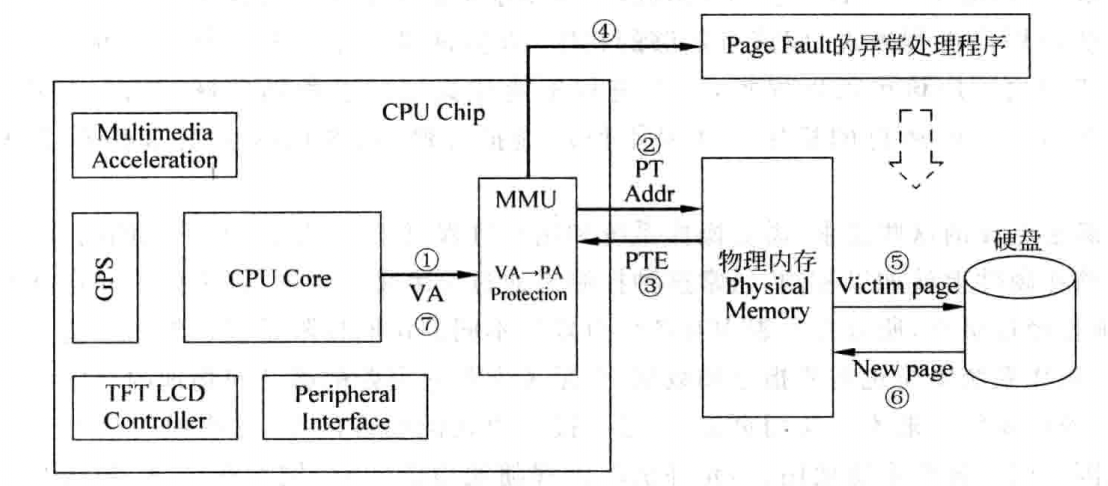 ④
Page Fault的异常处理程序
CPU Chip
Multimedia
Acceleration
②
PT
Addr
MMU
GPS
CPU Core
①
VA
⑦
VA→PA
Protection
PTE
③
物理内存
Physical
Memory
硬盘
⑤
Victim page
New page
⑥
TFT LCD
Controller
Peripheral
Interface